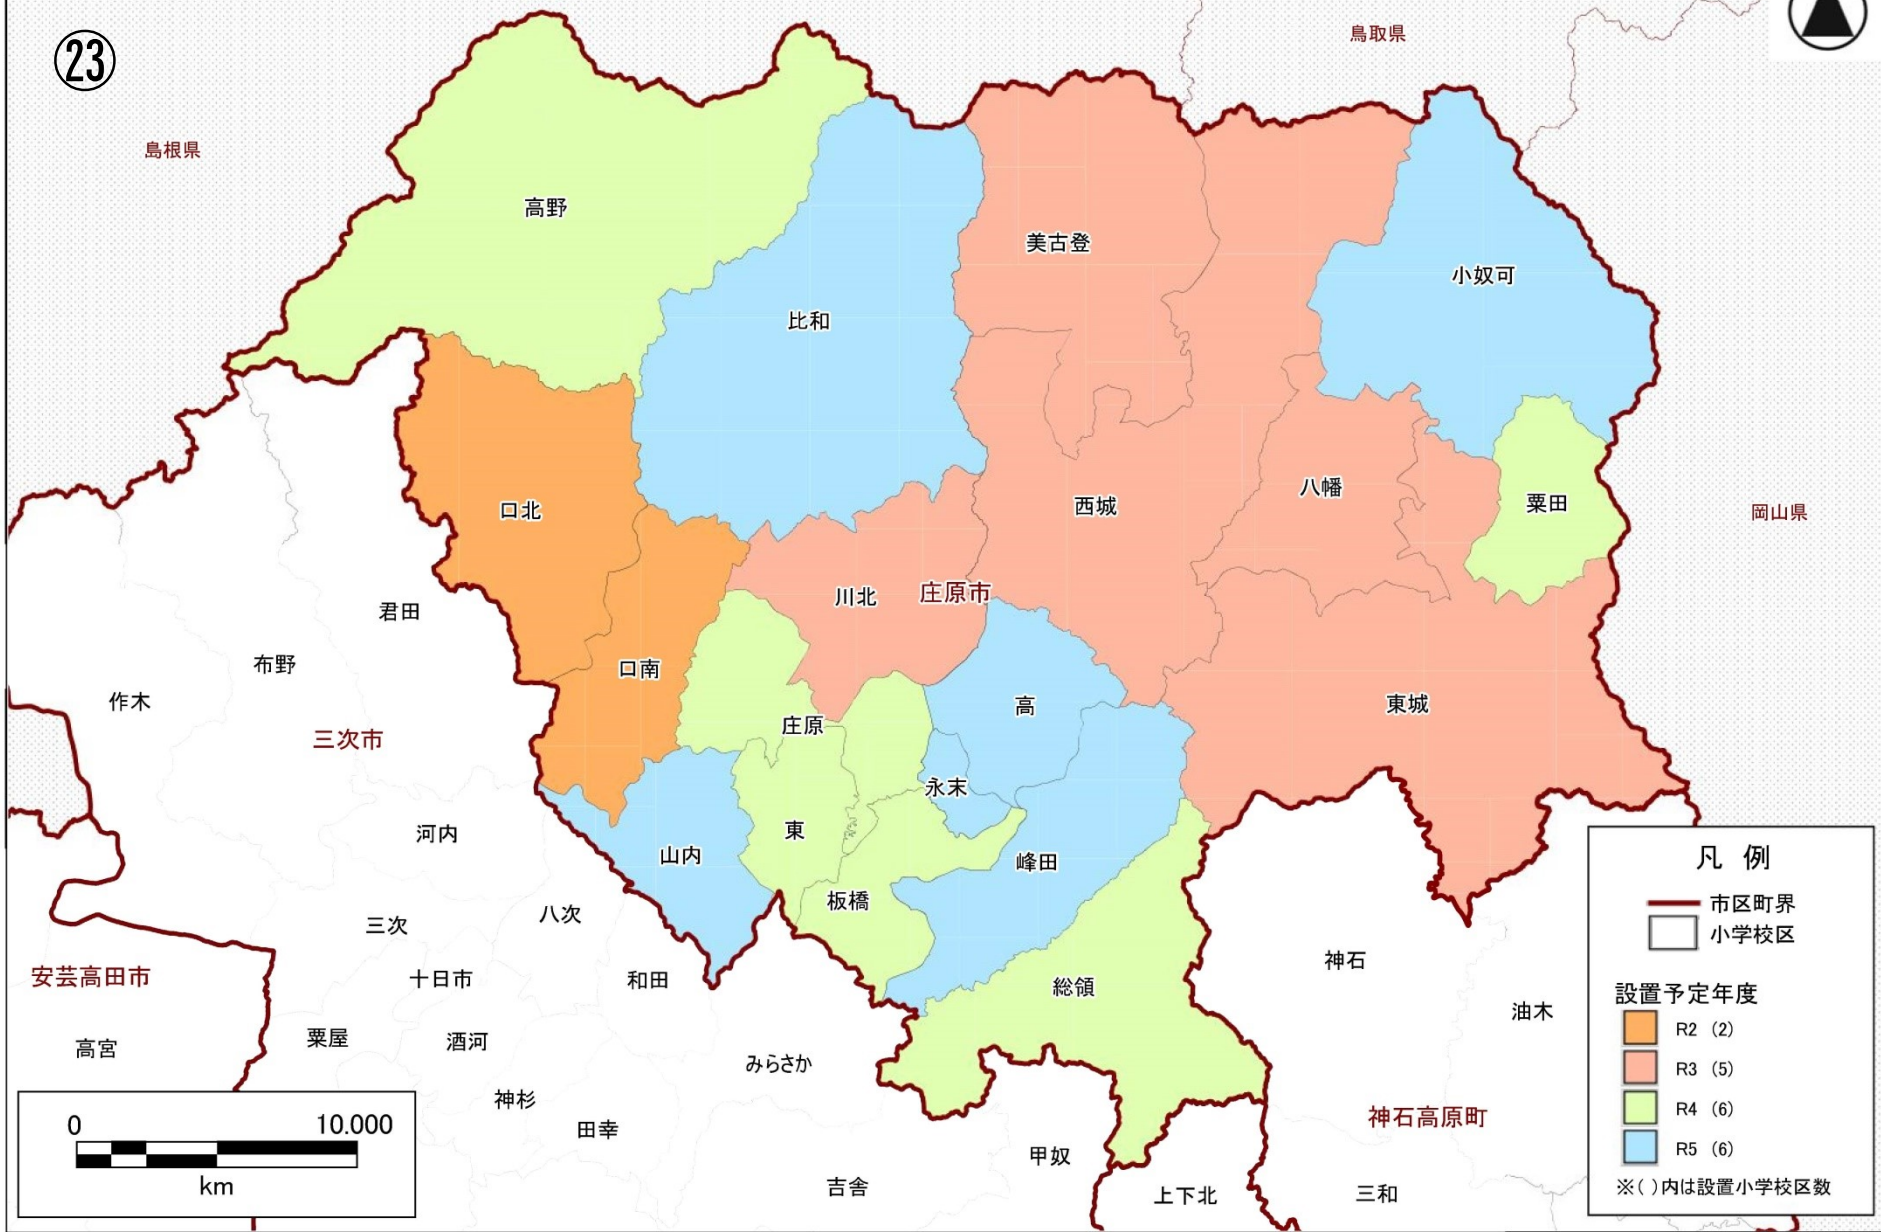 ㉓
鳥取県
島根県
高野
美古登
小奴可
比和
口北
西城
八幡
粟田
岡山県
川北
庄原市
君田
布野
口南
作木
三次市
庄原
高
東城
永末
河内
東
山内
峰田
板橋
八次
三次
安芸高田市
十日市
和田
総領
神石
油木
粟屋
酒河
高宮
みらさか
神杉
田幸
甲奴
神石高原町
吉舎
上下北
三和
0 10.000
km
凡 例
市区町界
小学校区
設置予定年度
R2 (2)
R3 (5)
R4 (6)
R5 (6)
※( )内は設置小学校区数